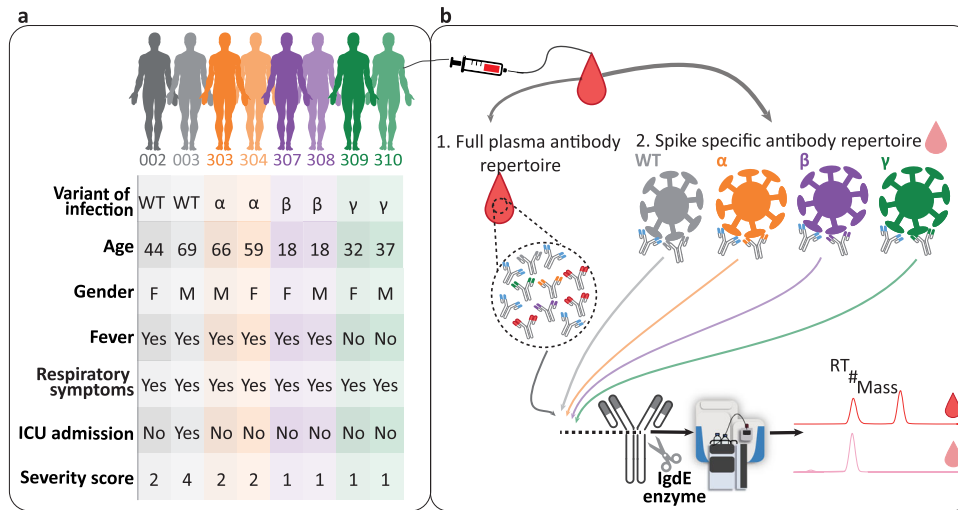 a
002 003 303 304 307 308 309 310
Variant of
infection
WT WT α α β β γ γ
Age
44 69 66 59 18 18 32 37
Gender
F M M F F M F M
Fever
Yes Yes Yes Yes Yes Yes No No
Respiratory
symptoms
Yes Yes Yes Yes Yes Yes Yes Yes
ICU admission
No Yes No No No No No No
Severity score
2 4 2 2 1 1 1 1
b
1. Full plasma antibody
repertoire
2. Spike specific antibody repertoire
WT α β γ
IgdE
enzyme
RT#Mass